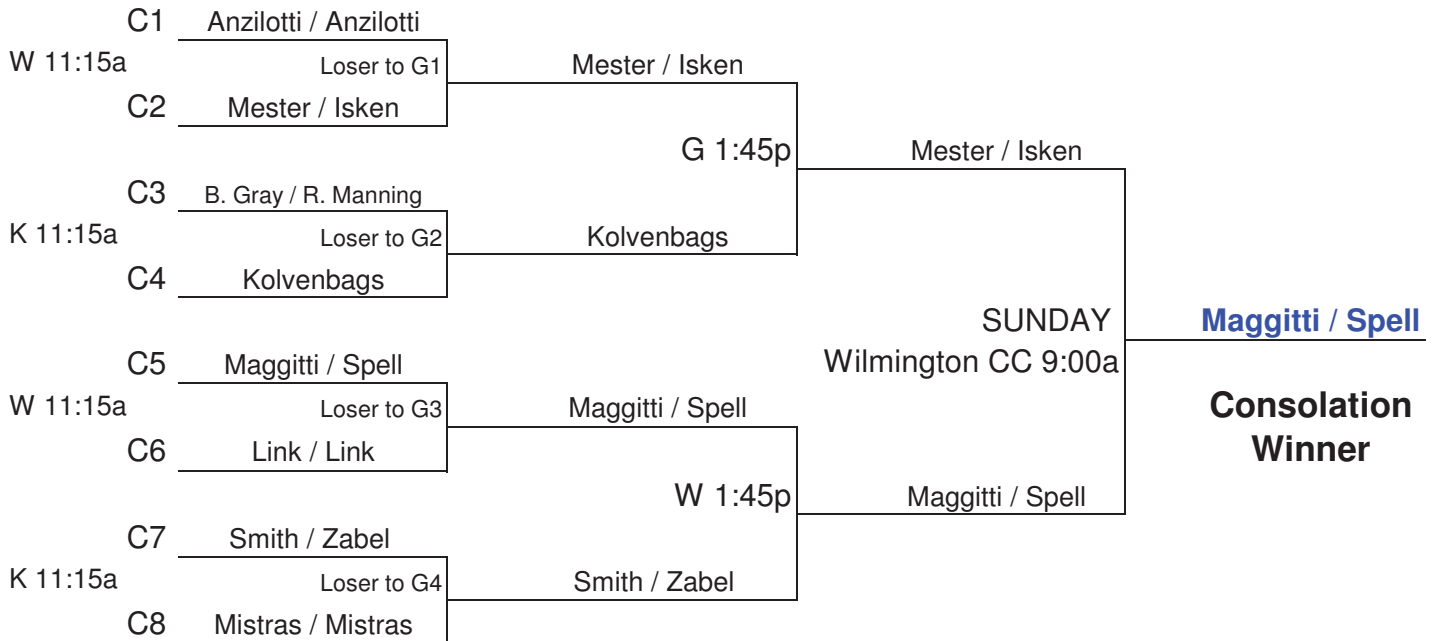 C1 Anzilotti / Anzilotti
W 11:15a Loser to G1 Mester / Isken
C2 Mester / Isken
G 1:45p Mester / Isken
C3 B. Gray / R. Manning
K 11:15a Loser to G2 Kolvenbags
C4 Kolvenbags
SUNDAY Maggitti / Spell
Wilmington CC 9:00a
C5 Maggitti / Spell
W 11:15a Loser to G3 Maggitti / Spell Consolation
C6 Link / Link Winner
W 1:45p Maggitti / Spell
C7 Smith / Zabel
K 11:15a Loser to G4 Smith / Zabel
C8 Mistras / Mistras